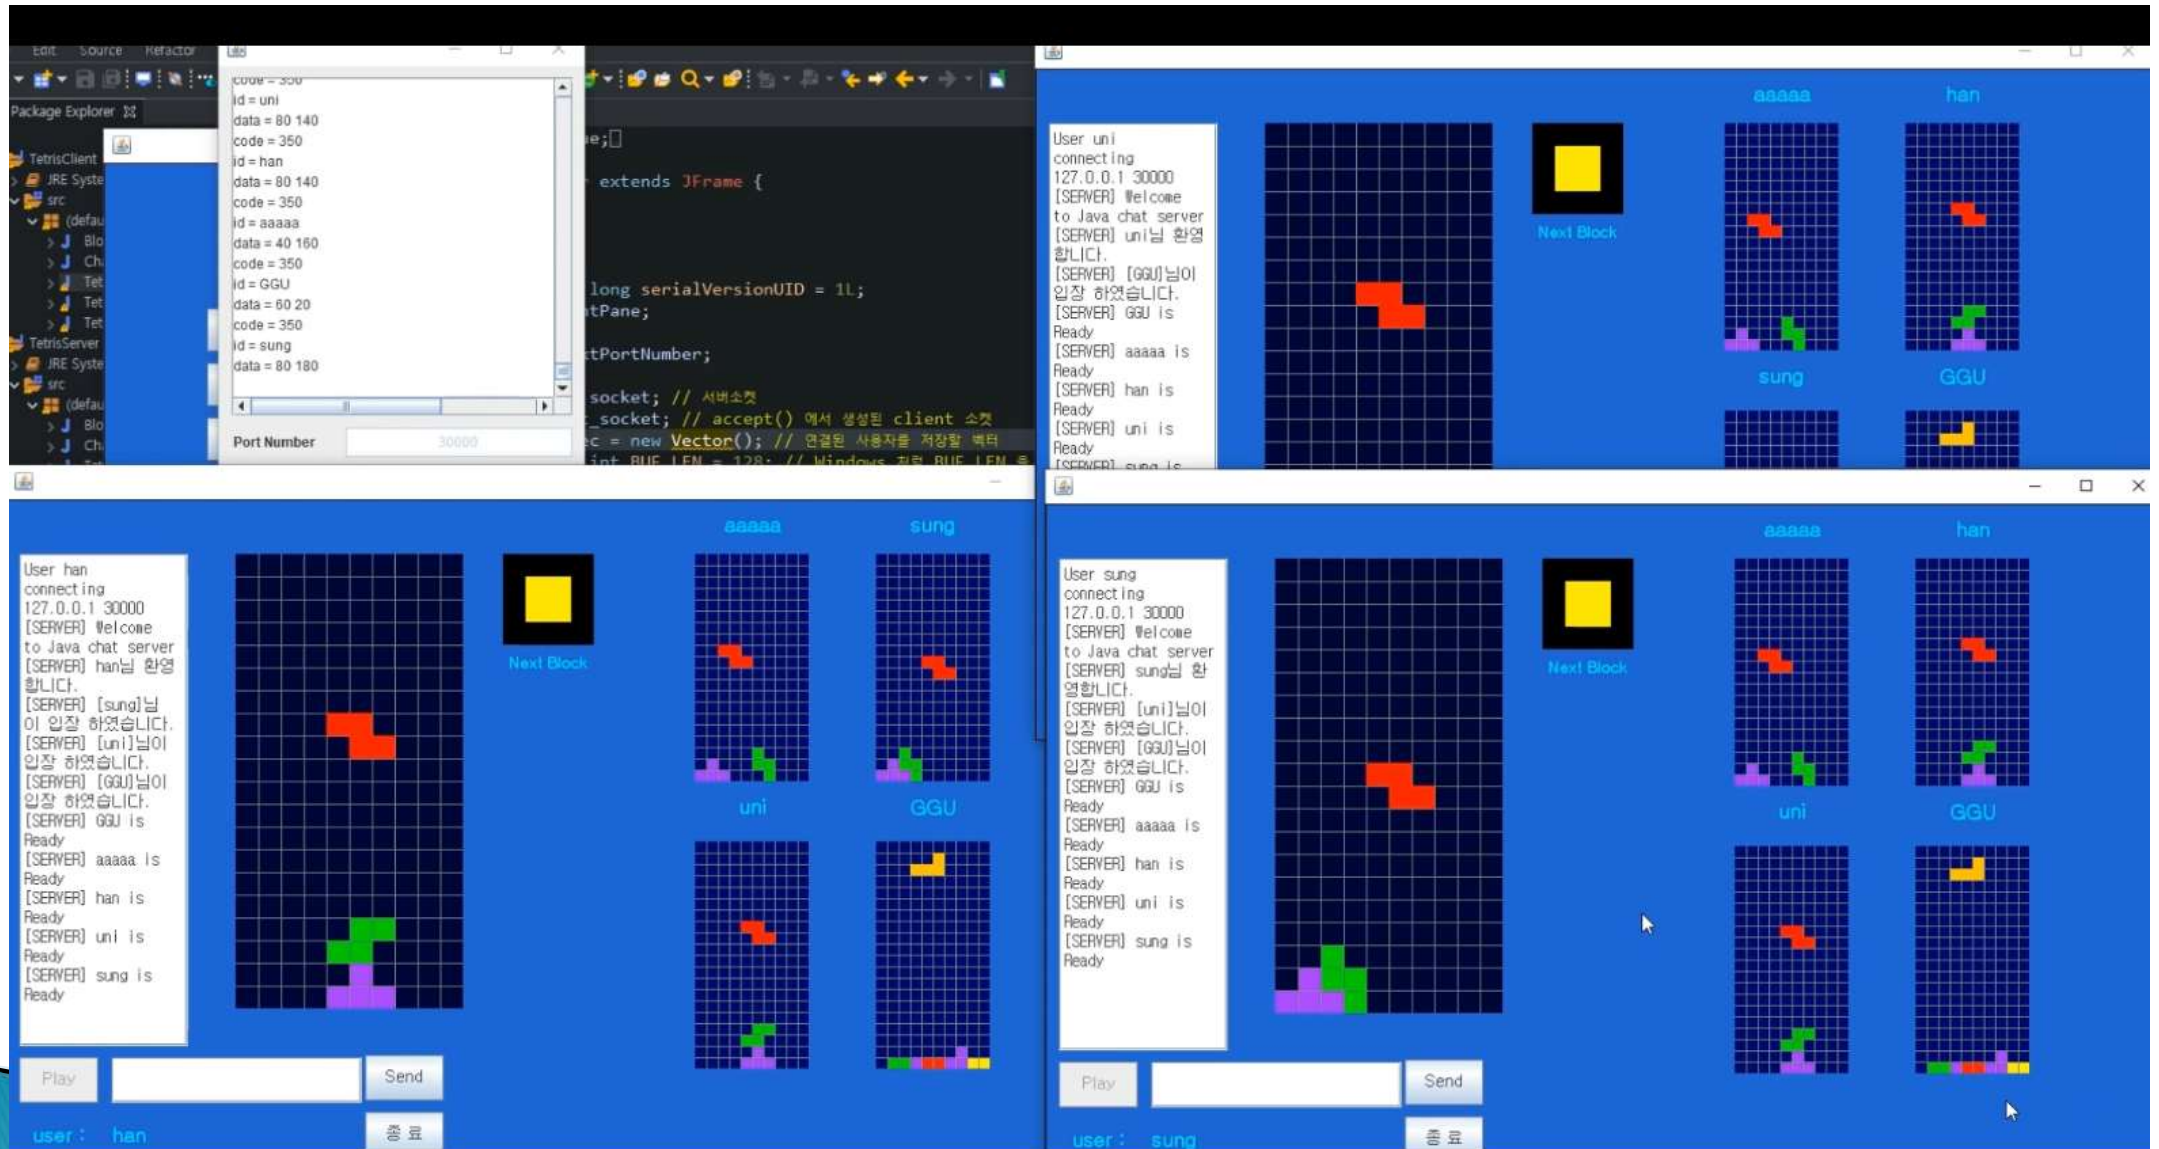 Edit Source Refactor
Package Explorer
TetrisClient
JRE Syste
src
(defau
Blo
Ch
Tet
Tet
Tet
TetrisServer
JRE Syste
src
(defau
Blo
Ch
code = 350
id = uni
data = 80 140
code = 350
id = han
data = 80 140
code = 350
id = aaaaa
data = 40 160
code = 350
id = GGU
data = 60 20
code = 350
id = sung
data = 80 180
Port Number 30000
e;
extends JFrame {
long serialVersionUID = 1L;
tPane;
tPortNumber;
socket; // 서버소켓
_socket; // accept() 에서 생성된 client 소켓
ec = new Vector(); // 연결된 사용자를 저장할 벡터
int BUF_LEN = 128; // Windows 처럼 BUF_LEN 을
User uni
connecting
127.0.0.1 30000
[SERVER] Welcome
to Java chat server
[SERVER] uni님 환영
합니다.
[SERVER] [GGU]님이
입장 하였습니다.
[SERVER] GGU is
Ready
[SERVER] aaaaa is
Ready
[SERVER] han is
Ready
[SERVER] uni is
Ready
[SERVER] sung is
Next Block
aaaaa han
sung GGU
User han
connecting
127.0.0.1 30000
[SERVER] Welcome
to Java chat server
[SERVER] han님 환영
합니다.
[SERVER] [sung]님
이 입장 하였습니다.
[SERVER] [uni]님이
입장 하였습니다.
[SERVER] [GGU]님이
입장 하였습니다.
[SERVER] GGU is
Ready
[SERVER] aaaaa is
Ready
[SERVER] han is
Ready
[SERVER] uni is
Ready
[SERVER] sung is
Ready
Next Block
aaaaa sung
uni GGU
Play Send
user : han 종 료
User sung
connecting
127.0.0.1 30000
[SERVER] Welcome
to Java chat server
[SERVER] sung님 환
영합니다.
[SERVER] [uni]님이
입장 하였습니다.
[SERVER] [GGU]님이
입장 하였습니다.
[SERVER] GGU is
Ready
[SERVER] aaaaa is
Ready
[SERVER] han is
Ready
[SERVER] uni is
Ready
[SERVER] sung is
Ready
Next Block
aaaaa han
uni GGU
Play Send
user : sung 종 료